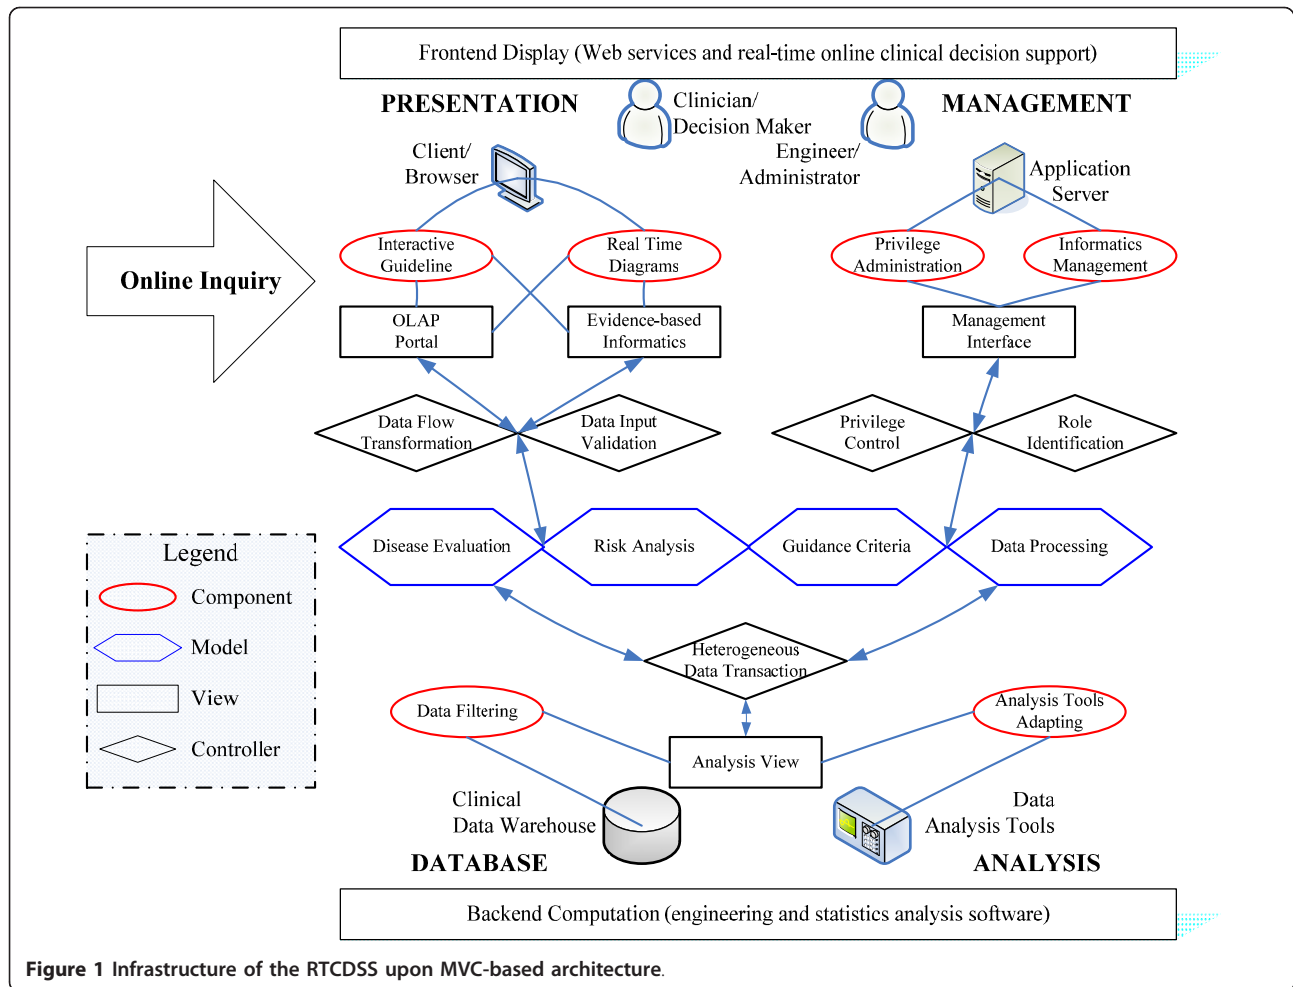 Frontend Display (Web services and real-time online clinical decision support)
PRESENTATION
Clinician/
Decision Maker
MANAGEMENT
Engineer/
Administrator
Client/
Browser
Application
Server
Interactive
Guideline
Real Time
Diagrams
Privilege
Administration
Informatics
Management
Online Inquiry
OLAP
Portal
Evidence-based
Informatics
Management
Interface
Data Flow
Transformation
Data Input
Validation
Privilege
Control
Role
Identification
Disease Evaluation
Risk Analysis
Guidance Criteria
Data Processing
Legend
Component
Model
View
Controller
Heterogeneous
Data Transaction
Data Filtering
Analysis Tools
Adapting
Analysis View
Clinical
Data Warehouse
Data
Analysis Tools
DATABASE
ANALYSIS
Backend Computation (engineering and statistics analysis software)
Figure 1 Infrastructure of the RTCDSS upon MVC-based architecture.